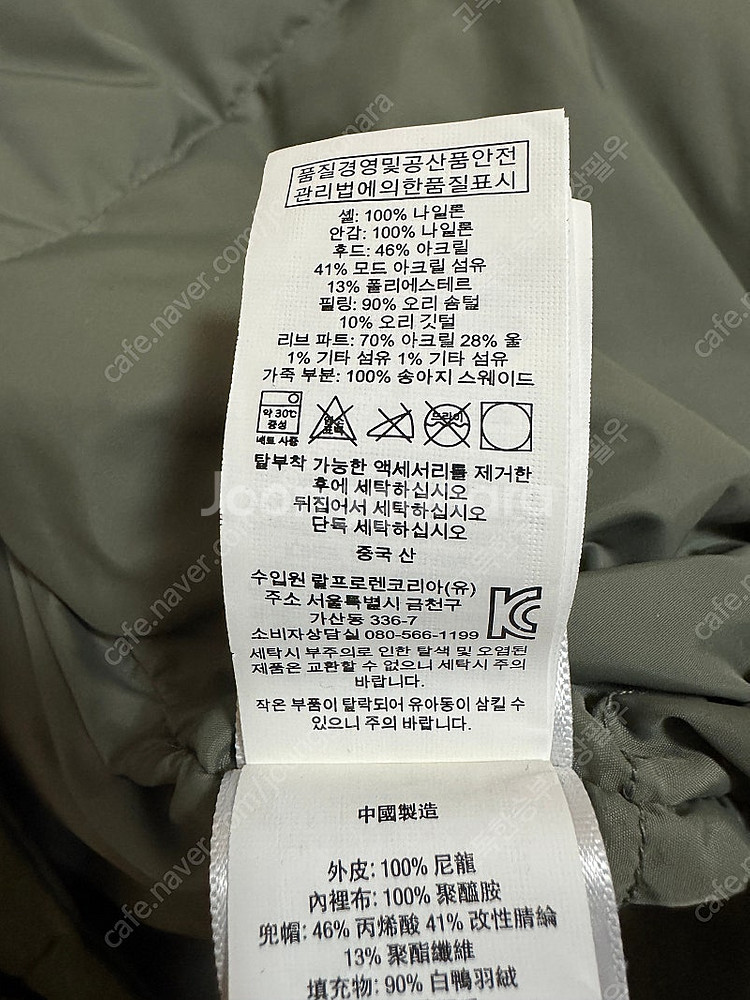 품질경영및공산품안전
관리법에의한품질표시
셸: 100% 나일론
안감: 100% 나일론
후드: 46% 아크릴
41% 모드 아크릴 섬유
13% 폴리에스테르
필링: 90% 오리 솜털
10% 오리 깃털
리브 파트: 70% 아크릴 28% 울
1% 기타 섬유 1% 기타 섬유
가죽 부분: 100% 송아지 스웨이드
약 30℃
중성
네트 사용
염소
표백
드라이
탈부착 가능한 액세서리를 제거한
후에 세탁하십시오
뒤집어서 세탁하십시오
단독 세탁하십시오
중국 산
수입원 랄프로렌코리아(유)
주소 서울특별시 금천구
가산동 336-7
소비자상담실 080-566-1199
세탁시 부주의로 인한 탈색 및 오염된
제품은 교환할 수 없으니 세탁시 주의
바랍니다.
작은 부품이 탈락되어 유아동이 삼킬 수
있으니 주의 바랍니다.
中國製造
外皮: 100% 尼龍
內裡布: 100% 聚醯胺
兜帽: 46% 丙烯酸 41% 改性腈綸
13% 聚酯纖維
填充物: 90% 白鴨羽絨